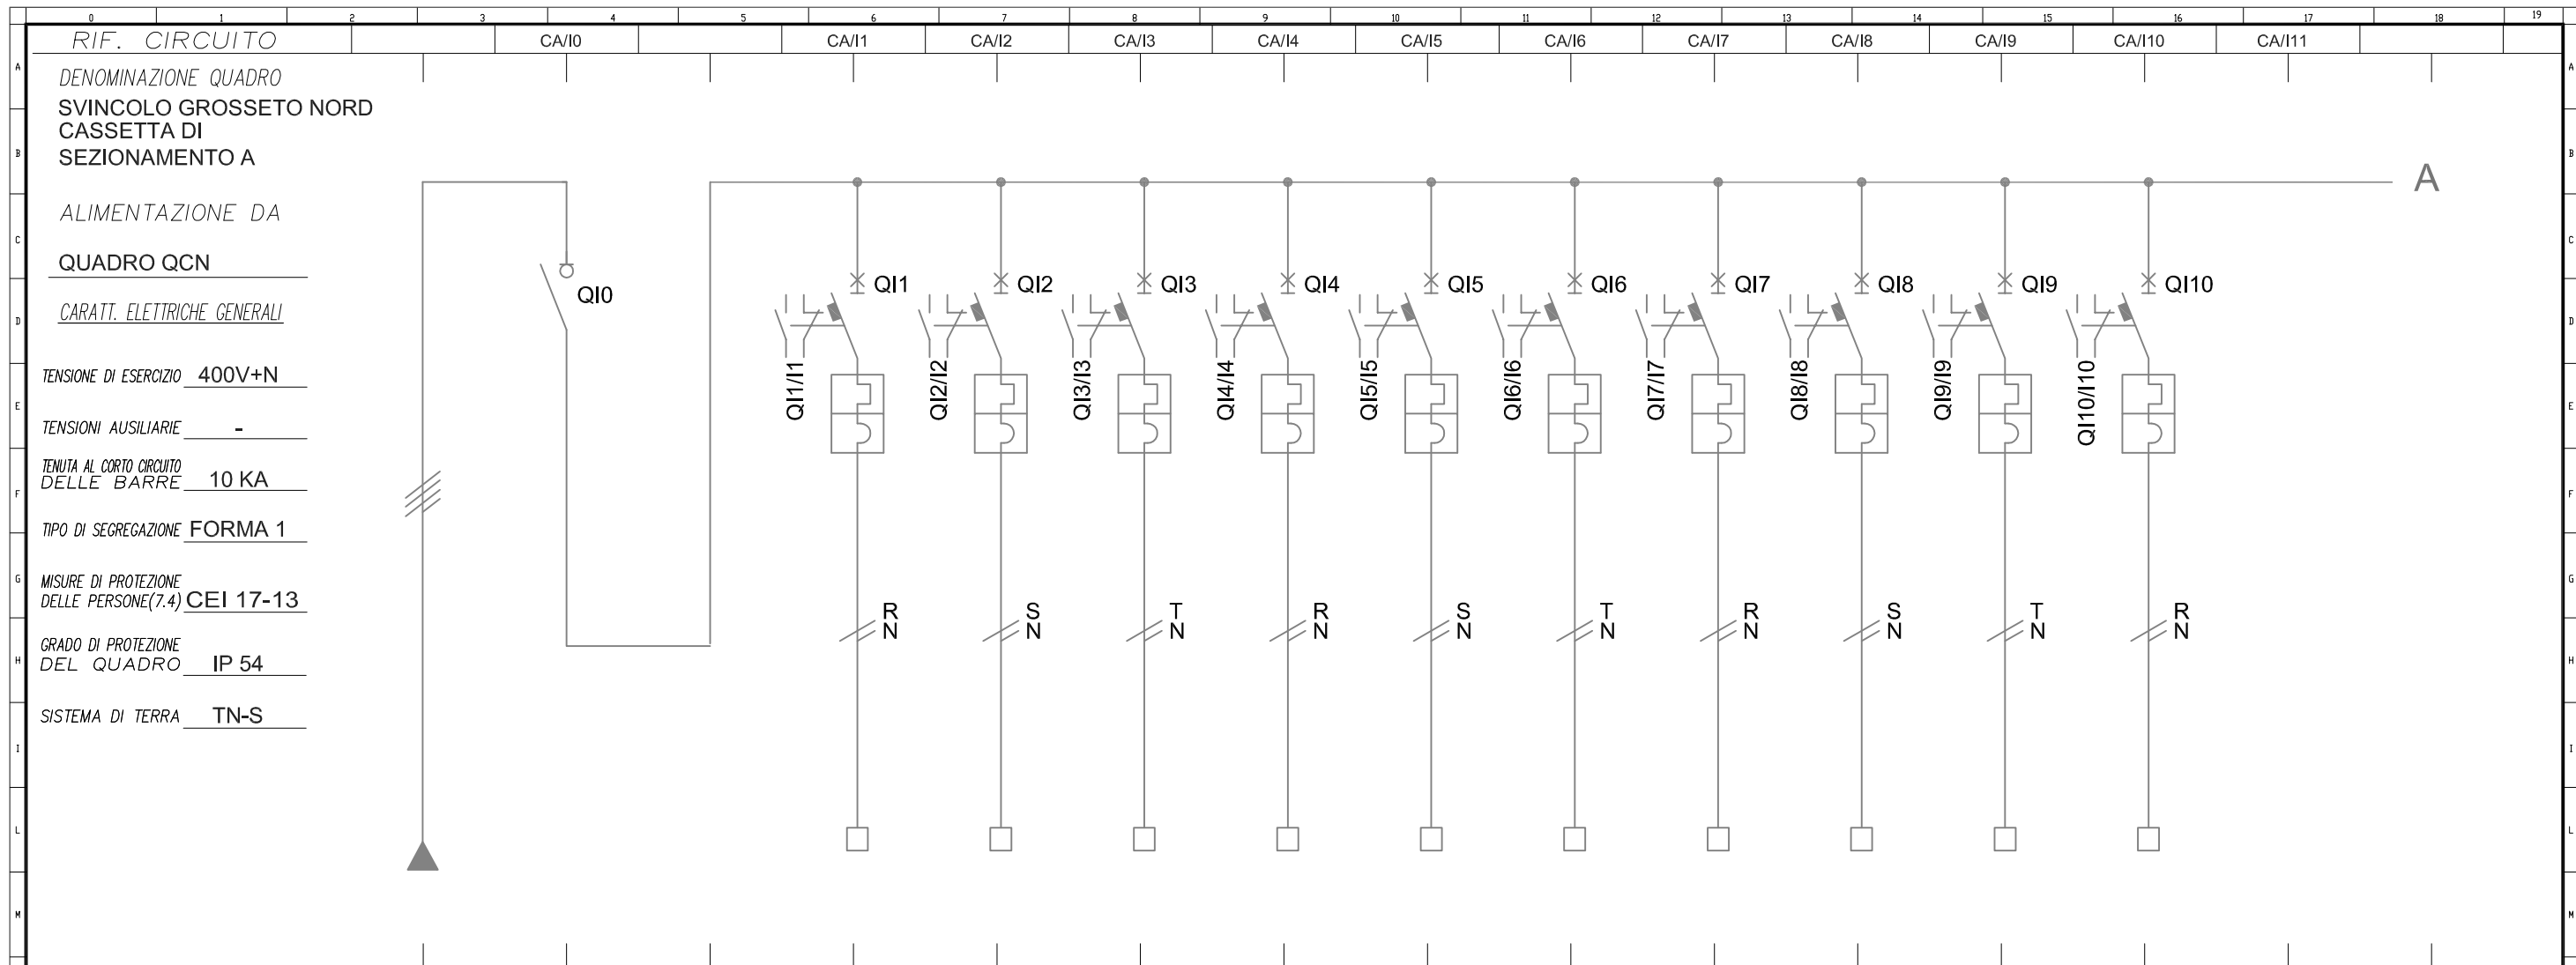 0 1 2 3 4 5 6 7 8 9 10 11 12 13 14 15 16 17 18 19
RIF. CIRCUITO CA/I0 CA/I1 CA/I2 CA/I3 CA/I4 CA/I5 CA/I6 CA/I7 CA/I8 CA/I9 CA/I10 CA/I11
A A
DENOMINAZIONE QUADRO
SVINCOLO GROSSETO NORD
CASSETTA DI
SEZIONAMENTO A
B B
A
ALIMENTAZIONE DA
C C
QUADRO QCN
QI0 QI1 QI2 QI3 QI4 QI5 QI6 QI7 QI8 QI9 QI10
CARATT. ELETTRICHE GENERALI
D D
TENSIONE DI ESERCIZIO 400V+N
QI1/I1 QI2/I2 QI3/I3 QI4/I4 QI5/I5 QI6/I6 QI7/I7 QI8/I8 QI9/I9 QI10/I10
E E
TENSIONI AUSILIARIE -
TENUTA AL CORTO CIRCUITO
DELLE BARRE 10 KA
F F
TIPO DI SEGREGAZIONE FORMA 1
G G
MISURE DI PROTEZIONE
DELLE PERSONE(7.4) CEI 17-13
R S T R S T R S T R
N N N N N N N N N N
GRADO DI PROTEZIONE
DEL QUADRO IP 54
H H
SISTEMA DI TERRA TN-S
I I
L L
M M